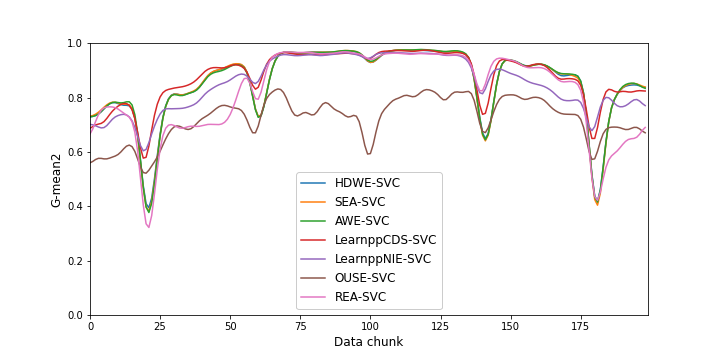 1.0
0.8
0.6
0.4
0.2
0.0
G-mean2
HDWE-SVC
SEA-SVC
AWE-SVC
LearnppCDS-SVC
LearnppNIE-SVC
OUSE-SVC
REA-SVC
0 25 50 75 100 125 150 175
Data chunk